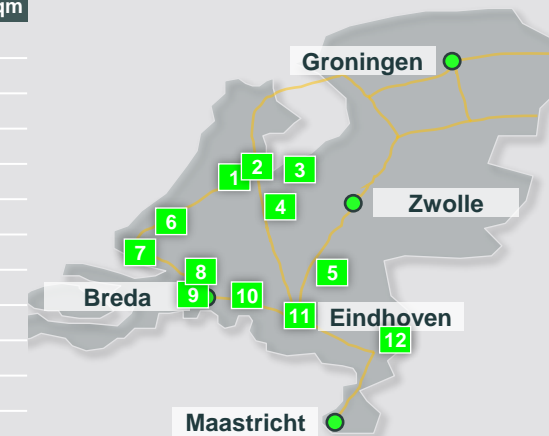 qm
Groningen
1
2
3
4
Zwolle
6
7
8
5
Breda
9
10
11
Eindhoven
12
Maastricht